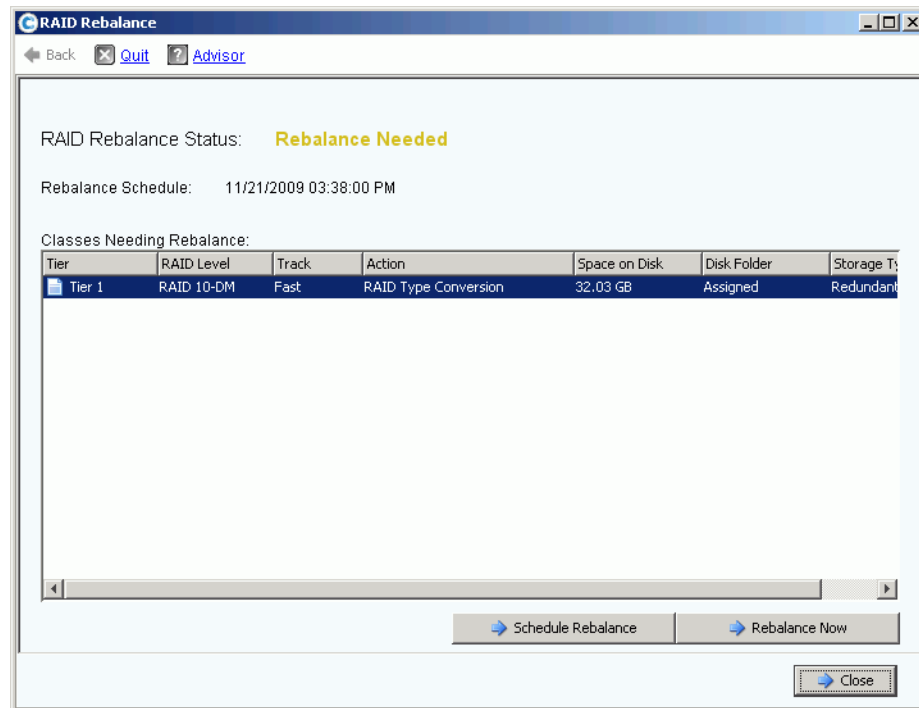 RAID Rebalance
Back Quit Advisor
RAID Rebalance Status: Rebalance Needed
Rebalance Schedule: 11/21/2009 03:38:00 PM
Classes Needing Rebalance:
Tier RAID Level Track Action Space on Disk Disk Folder Storage Ty
Tier 1 RAID 10-DM Fast RAID Type Conversion 32.03 GB Assigned Redundant
Schedule Rebalance Rebalance Now
Close